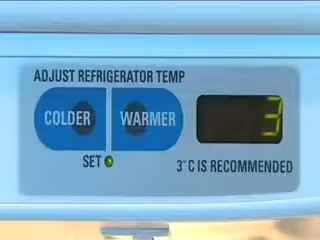 ADJUST REFRIGERATOR TEMP
COLDER WARMER 3
SET
3°C IS RECOMMENDED